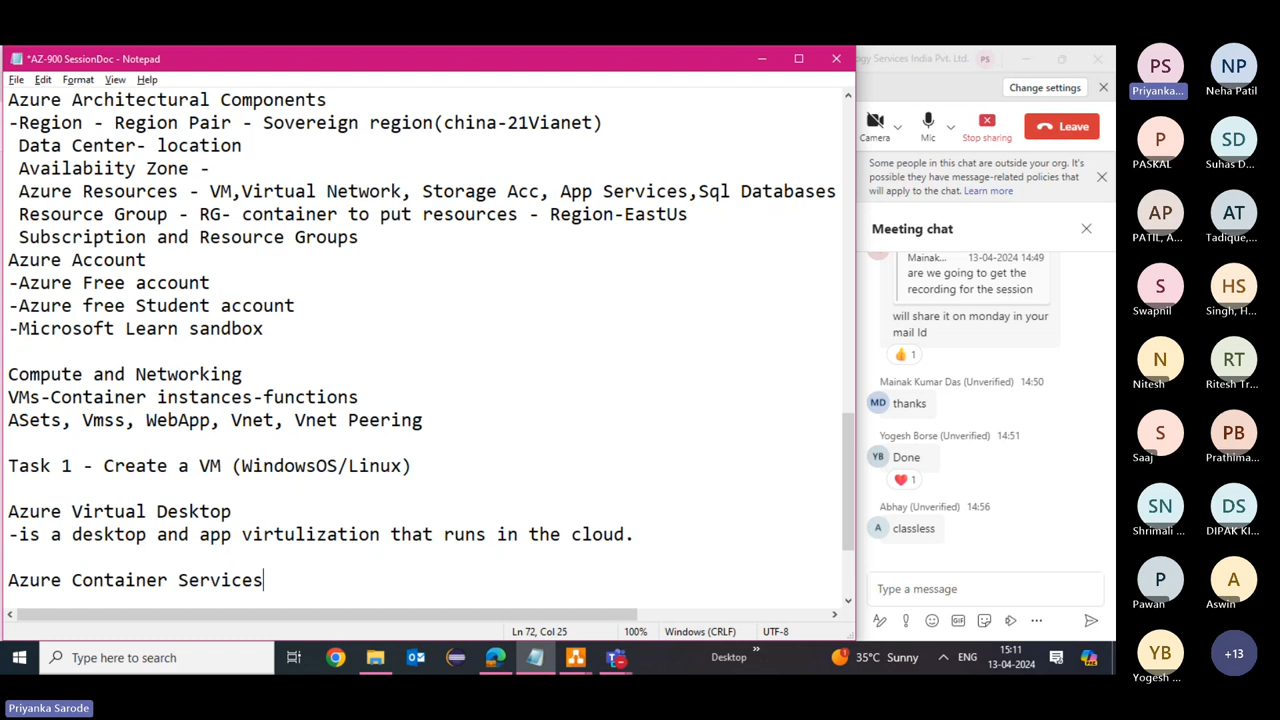 *AZ-900 SessionDoc - Notepad
File Edit Format View Help
Azure Architectural Components
-Region - Region Pair - Sovereign region(china-21Vianet)
Data Center- location
Availabiity Zone -
Azure Resources - VM,Virtual Network, Storage Acc, App Services,Sql Databases
Resource Group - RG- container to put resources - Region-EastUs
Subscription and Resource Groups
Azure Account
-Azure Free account
-Azure free Student account
-Microsoft Learn sandbox
Compute and Networking
VMs-Container instances-functions
ASets, Vmss, WebApp, Vnet, Vnet Peering
Task 1 - Create a VM (WindowsOS/Linux)
Azure Virtual Desktop
-is a desktop and app virtulization that runs in the cloud.
Azure Container Services
Ln 72, Col 25 100% Windows (CRLF) UTF-8
ogy Services India Pvt. Ltd. PS
Change settings
Camera Mic Stop sharing Leave
Some people in this chat are outside your org. It's
possible they have message-related policies that
will apply to the chat. Learn more
Meeting chat
Mainak... 13-04-2024 14:49
are we going to get the
recording for the session
will share it on monday in your
mail Id
1
Mainak Kumar Das (Unverified) 14:50
MD thanks
Yogesh Borse (Unverified) 14:51
YB Done
1
Abhay (Unverified) 14:56
A classless
Type a message
GIF
Type here to search
Desktop
35°C Sunny
ENG
15:11
13-04-2024
PS NP
Priyanka... Neha Patil
P SD
PASKAL Suhas D...
AP AT
PATIL, A... Tadique,...
S HS
Swapnil Singh, H...
N RT
Nitesh Ritesh Tr...
S PB
Saaj Prathima...
SN DS
Shrimali ... DIPAK KI...
P A
Pawan Aswin
YB +13
Yogesh ...
Priyanka Sarode